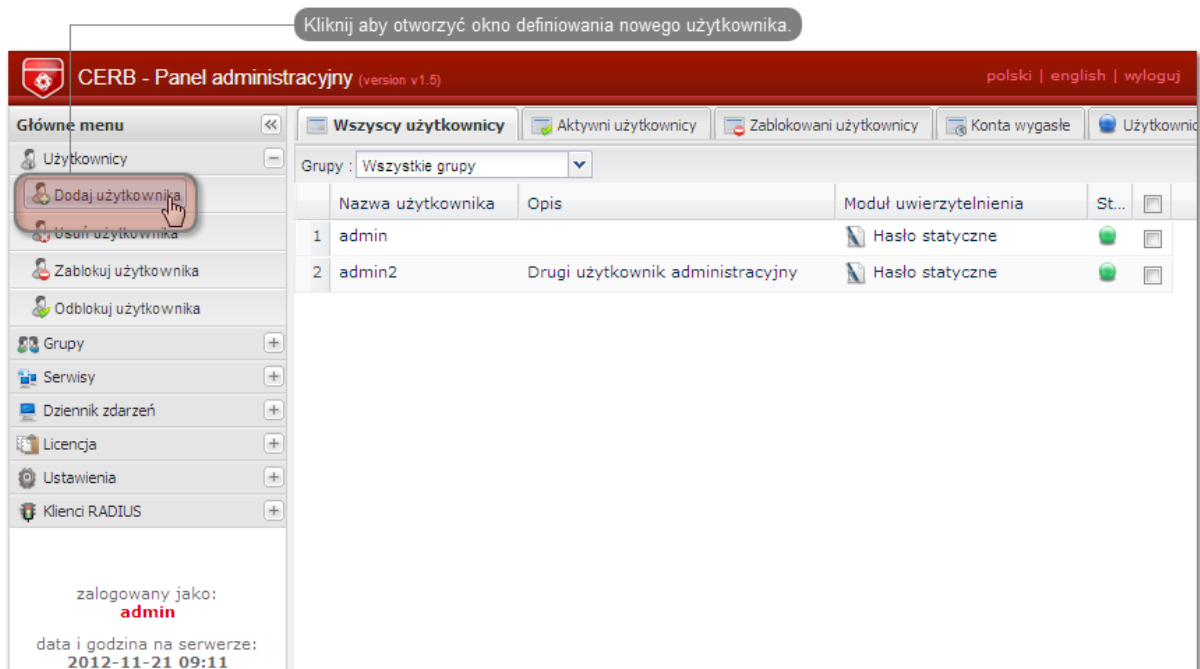 Kliknij aby otworzyć okno definiowania nowego użytkownika.
CERB - Panel administracyjny (version v1.5)
polski | english | wyloguj
Główne menu
Użytkownicy
Dodaj użytkownika
Usuń użytkownika
Zablokuj użytkownika
Odblokuj użytkownika
Grupy
Serwisy
Dziennik zdarzeń
Licencja
Ustawienia
Klienci RADIUS
zalogowany jako:
admin
data i godzina na serwerze:
2012-11-21 09:11
Wszyscy użytkownicy Aktywni użytkownicy Zablokowani użytkownicy Konta wygasłe Użytkownic
Grupy : Wszystkie grupy
Nazwa użytkownika Opis Moduł uwierzytelnienia St...
1 admin Hasło statyczne
2 admin2 Drugi użytkownik administracyjny Hasło statyczne